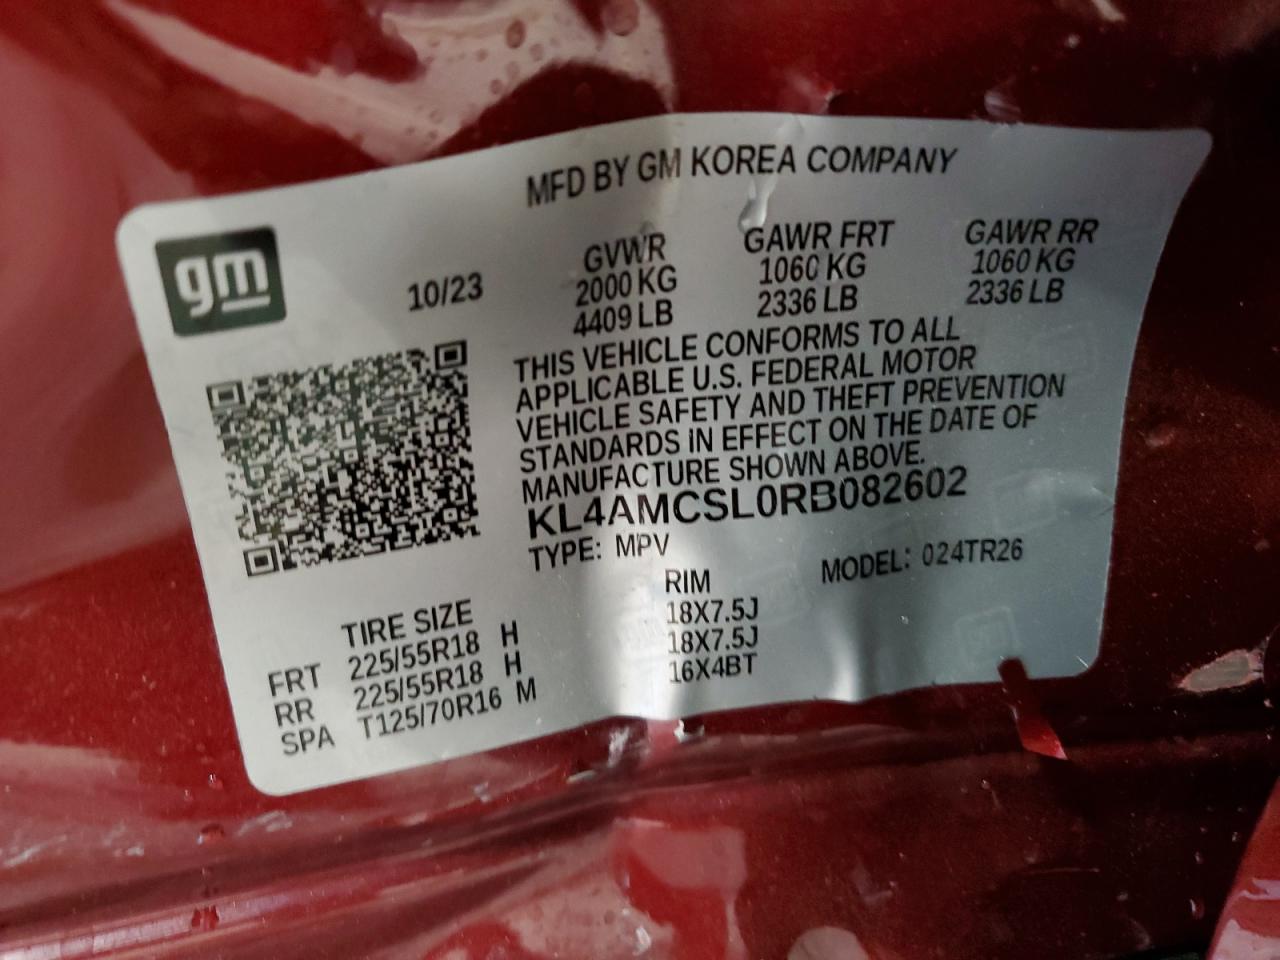 MFD BY GM KOREA COMPANY
gm
10/23
GVWR GAWR FRT GAWR RR
2000 KG 1060 KG 1060 KG
4409 LB 2336 LB 2336 LB
THIS VEHICLE CONFORMS TO ALL
APPLICABLE U.S. FEDERAL MOTOR
VEHICLE SAFETY AND THEFT PREVENTION
STANDARDS IN EFFECT ON THE DATE OF
MANUFACTURE SHOWN ABOVE.
KL4AMCSL0RB082602
TYPE: MPV MODEL: 024TR26
TIRE SIZE RIM
FRT 225/55R18 H 18X7.5J
RR 225/55R18 H 18X7.5J
SPA T125/70R16 M 16X4BT